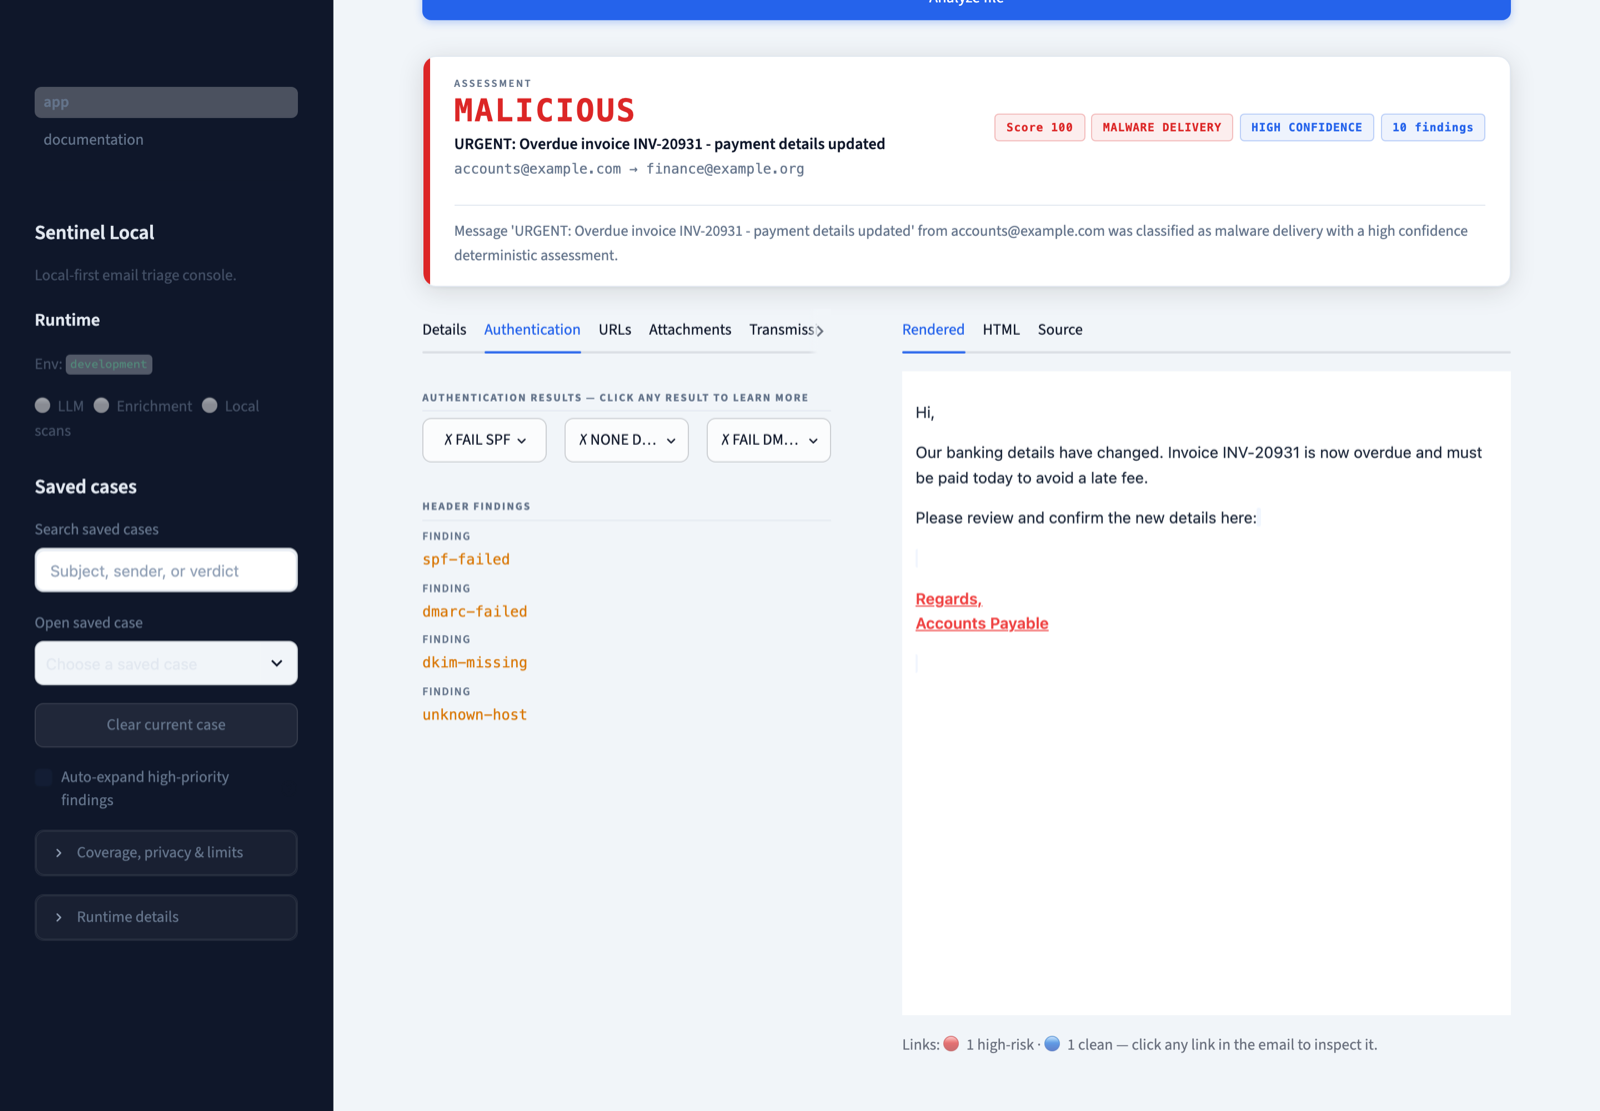 app
documentation
Sentinel Local
Local-first email triage console.
Runtime
Env: development
LLM Enrichment Local
scans
Saved cases
Search saved cases
Subject, sender, or verdict
Open saved case
Choose a saved case
Clear current case
Auto-expand high-priority
findings
Coverage, privacy & limits
Runtime details
Analyze file
ASSESSMENT
MALICIOUS
URGENT: Overdue invoice INV-20931 - payment details updated
accounts@example.com → finance@example.org
Score 100
MALWARE DELIVERY
HIGH CONFIDENCE
10 findings
Message 'URGENT: Overdue invoice INV-20931 - payment details updated' from accounts@example.com was classified as malware delivery with a high confidence
deterministic assessment.
Details Authentication URLs Attachments Transmiss
AUTHENTICATION RESULTS — CLICK ANY RESULT TO LEARN MORE
✗ FAIL SPF
✗ NONE D…
✗ FAIL DM…
HEADER FINDINGS
FINDING
spf-failed
FINDING
dmarc-failed
FINDING
dkim-missing
FINDING
unknown-host
Rendered HTML Source
Hi,
Our banking details have changed. Invoice INV-20931 is now overdue and must
be paid today to avoid a late fee.
Please review and confirm the new details here:
Regards,
Accounts Payable
Links: 1 high-risk · 1 clean — click any link in the email to inspect it.